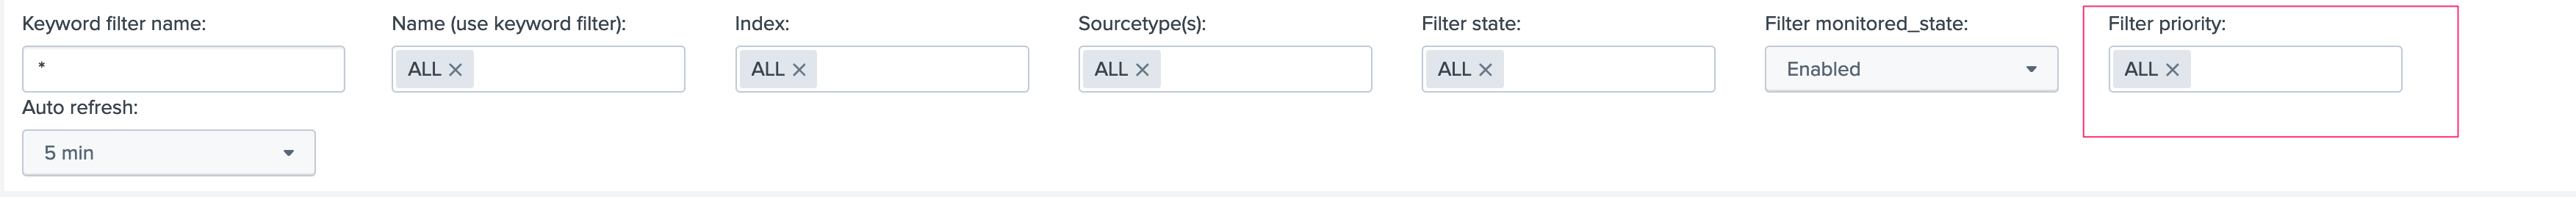 Keyword filter name: Name (use keyword filter): Index: Sourcetype(s): Filter state: Filter monitored_state: Filter priority:
* ALL ALL ALL ALL Enabled ALL
Auto refresh:
5 min